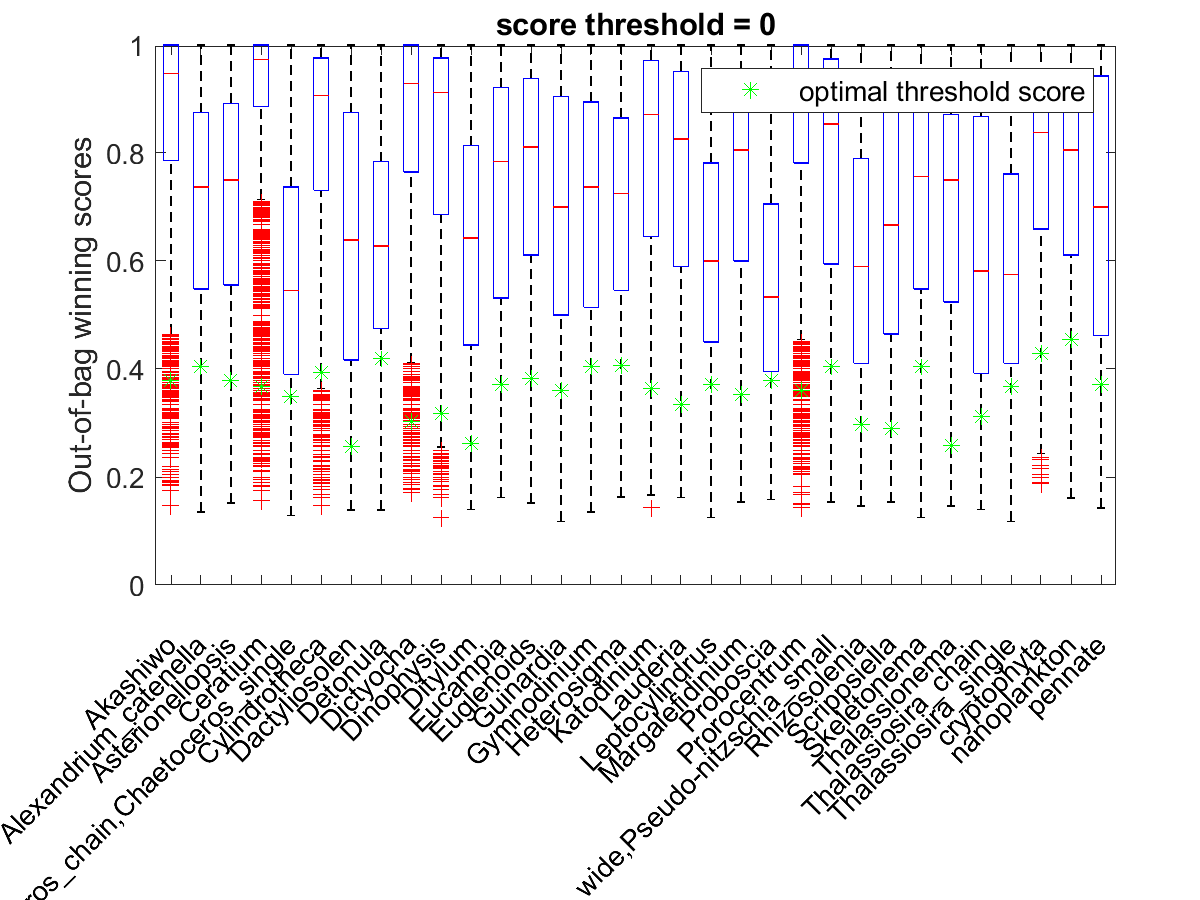 score threshold = 0
optimal threshold score
Out-of-bag winning scores
1
0.8
0.6
0.4
0.2
0
Akashiwo
Alexandrium_catenella
Asterionellopsis
Ceratium
ros_chain,Chaetoceros_single
Cylindrotheca
Dactyliosolen
Detonula
Dictyocha
Dinophysis
Ditylum
Eucampia
Euglenoids
Guinardia
Gymnodinium
Heterosigma
Katodinium
Lauderia
Leptocylindrus
Margalefidinium
Proboscia
Prorocentrum
wide,Pseudo-nitzschia_small
Rhizosolenia
Scrippsiella
Skeletonema
Thalassionema
Thalassiosira_chain
Thalassiosira_single
cryptophyta
nanoplankton
pennate